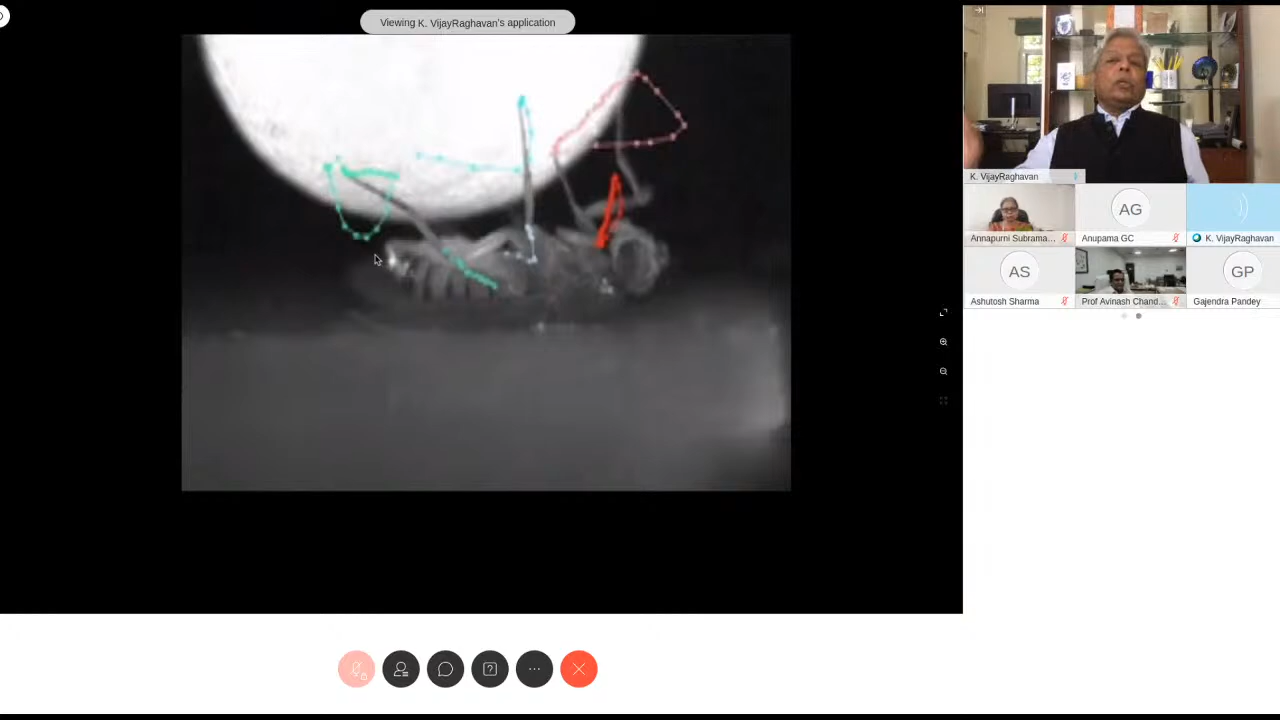 Viewing K. VijayRaghavan's application
K. VijayRaghavan
Annapurni Subrama...
AG
Anupama GC
K. VijayRaghavan
AS
Ashutosh Sharma
Prof Avinash Chand...
GP
Gajendra Pandey